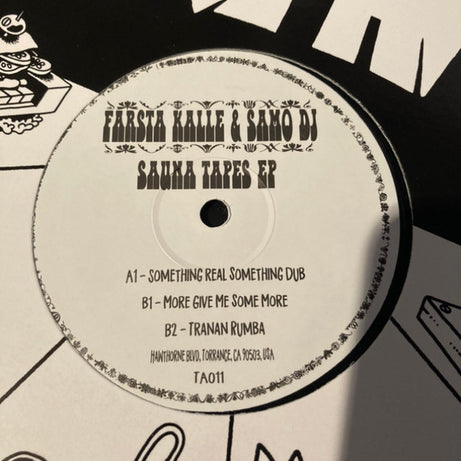 FARSTA KALLE & SAMO DJ
SAUNA TAPES EP
A1 - SOMETHING REAL SOMETHING DUB
B1 - MORE GIVE ME SOME MORE
B2 - TRANAN RUMBA
HAWTHORNE BLVD, TORRANCE, CA 90503, USA
TA011